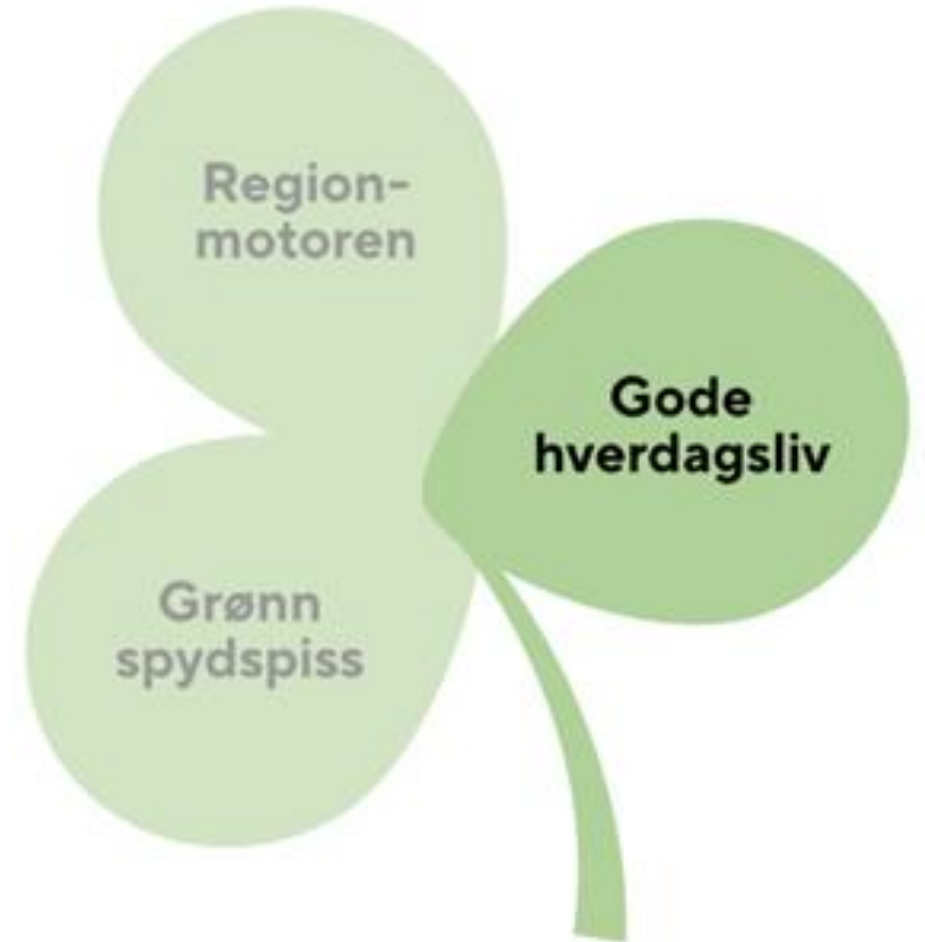 Region-
motoren
Gode
hverdagsliv
Grønn
spydspiss